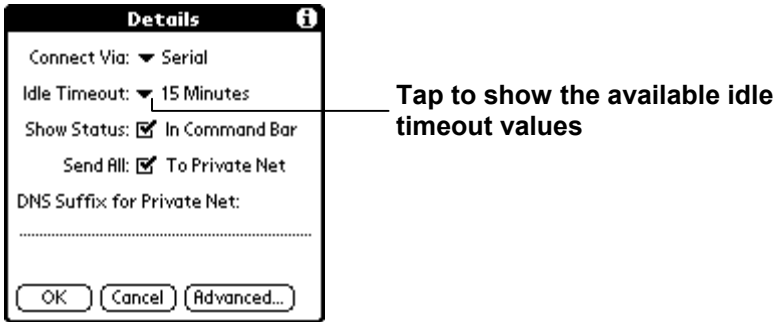 Details
Connect Via: Serial
Idle Timeout: 15 Minutes
Tap to show the available idle
timeout values
Show Status: In Command Bar
Send All: To Private Net
DNS Suffix for Private Net:
OK Cancel Advanced...